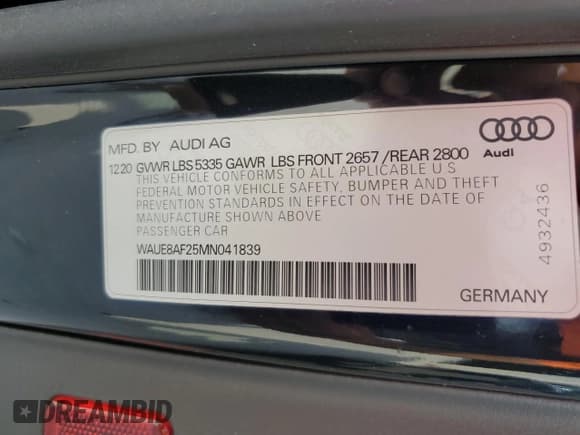 MFD. BY AUDI AG
12.20 GVWR LBS 5335 GAWR LBS FRONT 2657 /REAR 2800
THIS VEHICLE CONFORMS TO ALL APPLICABLE U.S
FEDERAL MOTOR VEHICLE SAFETY, BUMPER AND THEFT
PREVENTION STANDARDS IN EFFECT ON THE DATE OF
MANUFACTURE SHOWN ABOVE
PASSENGER CAR
WAUE8AF25MN041839
Audi
4932436
GERMANY
DREAMBID